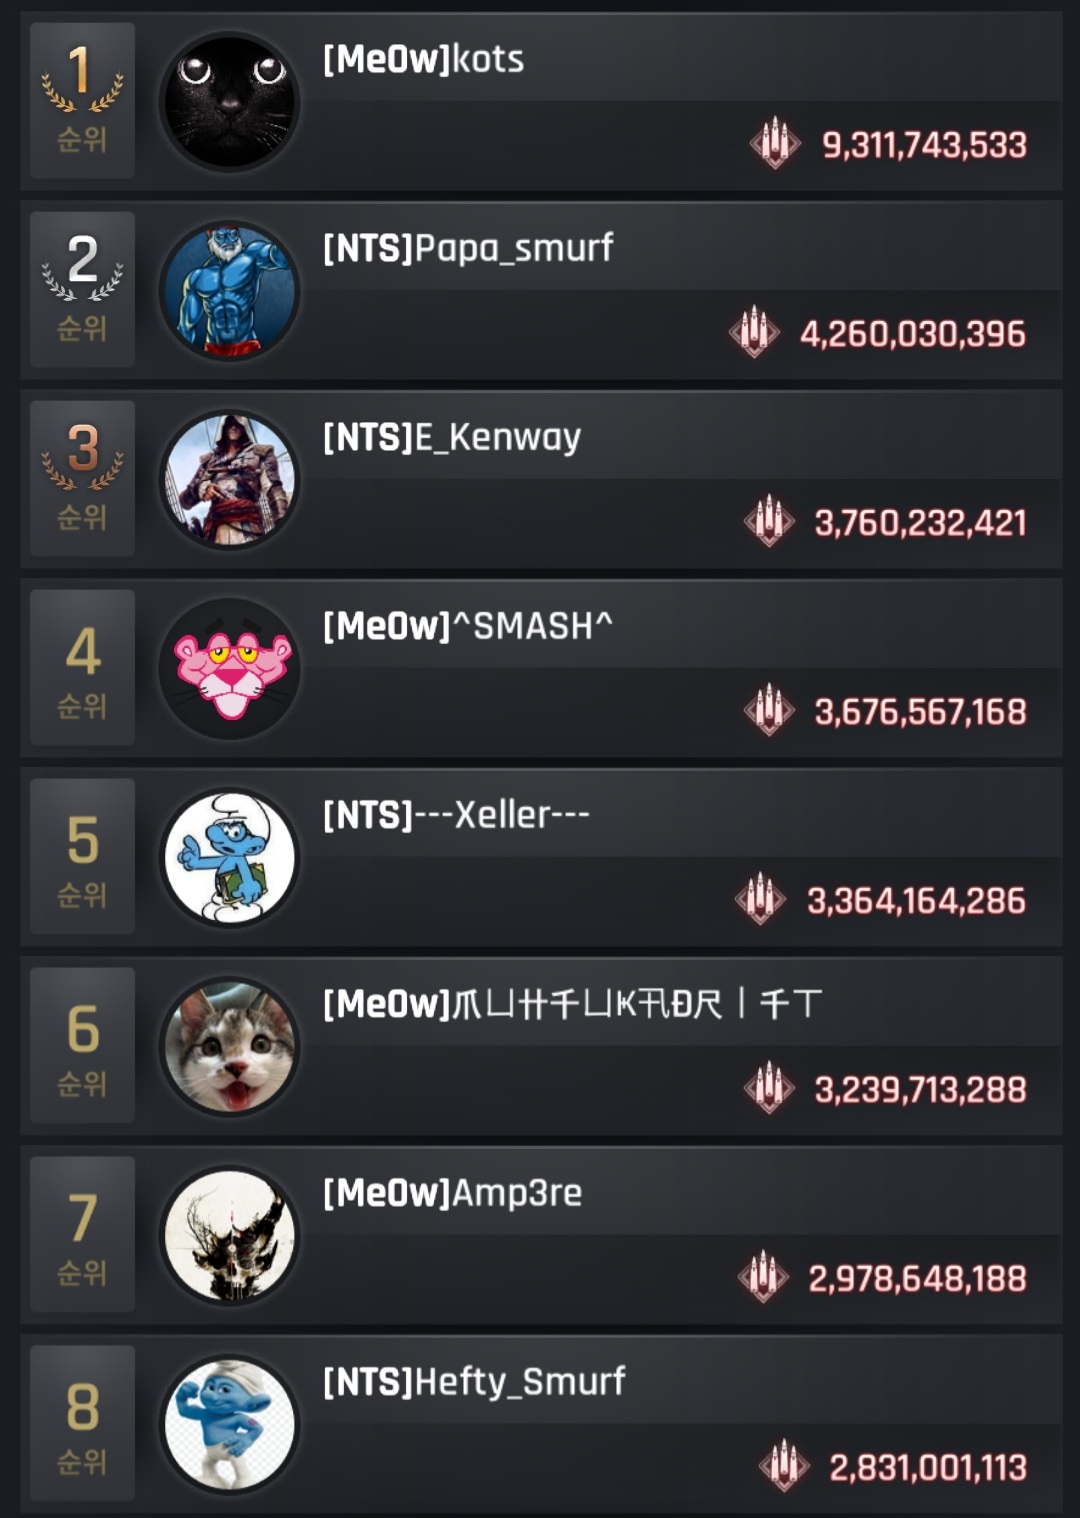 1
순위
[MeOw]kots
9,311,743,533
2
순위
[NTS]Papa_smurf
4,260,030,396
3
순위
[NTS]E_Kenway
3,760,232,421
4
순위
[MeOw]^SMASH^
3,676,567,168
5
순위
[NTS]---Xeller---
3,364,164,286
6
순위
[MeOw]
3,239,713,288
7
순위
[MeOw]Amp3re
2,978,648,188
8
순위
[NTS]Hefty_Smurf
2,831,001,113